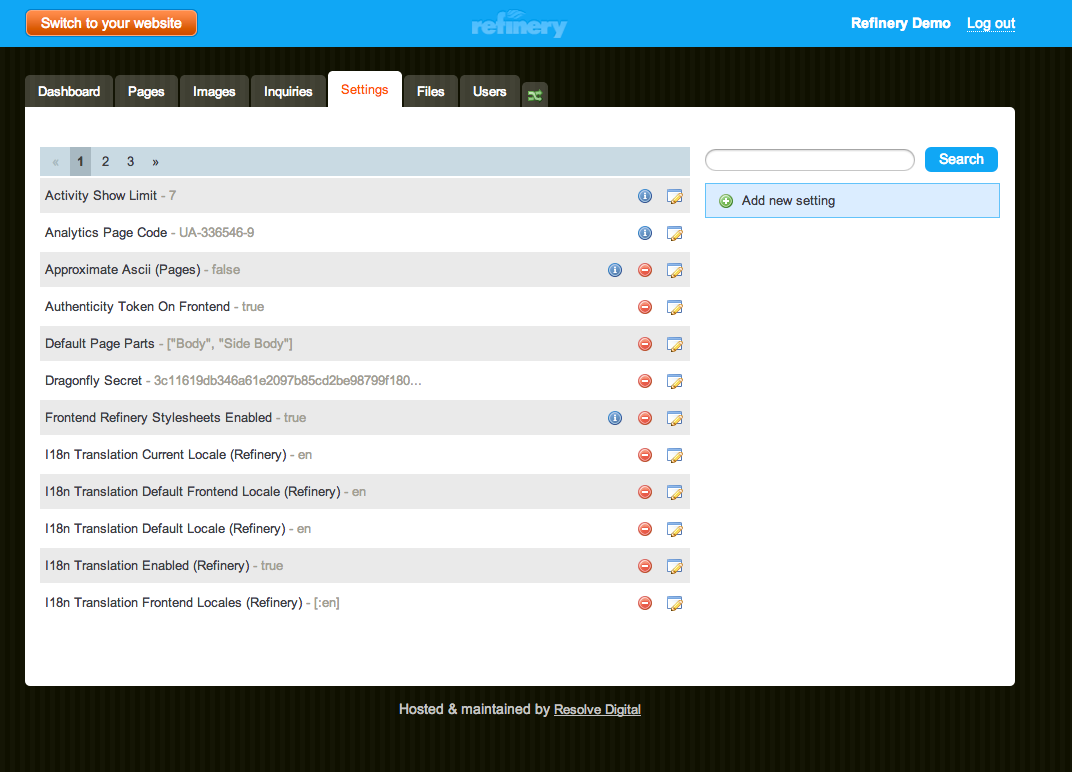 Switch to your website
refinery
Refinery Demo Log out
Dashboard Pages Images Inquiries Settings Files Users
« 1 2 3 »
Search
Activity Show Limit - 7
Add new setting
Analytics Page Code - UA-336546-9
Approximate Ascii (Pages) - false
Authenticity Token On Frontend - true
Default Page Parts - ["Body", "Side Body"]
Dragonfly Secret - 3c11619db346a61e2097b85cd2be98799f180...
Frontend Refinery Stylesheets Enabled - true
I18n Translation Current Locale (Refinery) - en
I18n Translation Default Frontend Locale (Refinery) - en
I18n Translation Default Locale (Refinery) - en
I18n Translation Enabled (Refinery) - true
I18n Translation Frontend Locales (Refinery) - [:en]
Hosted & maintained by Resolve Digital